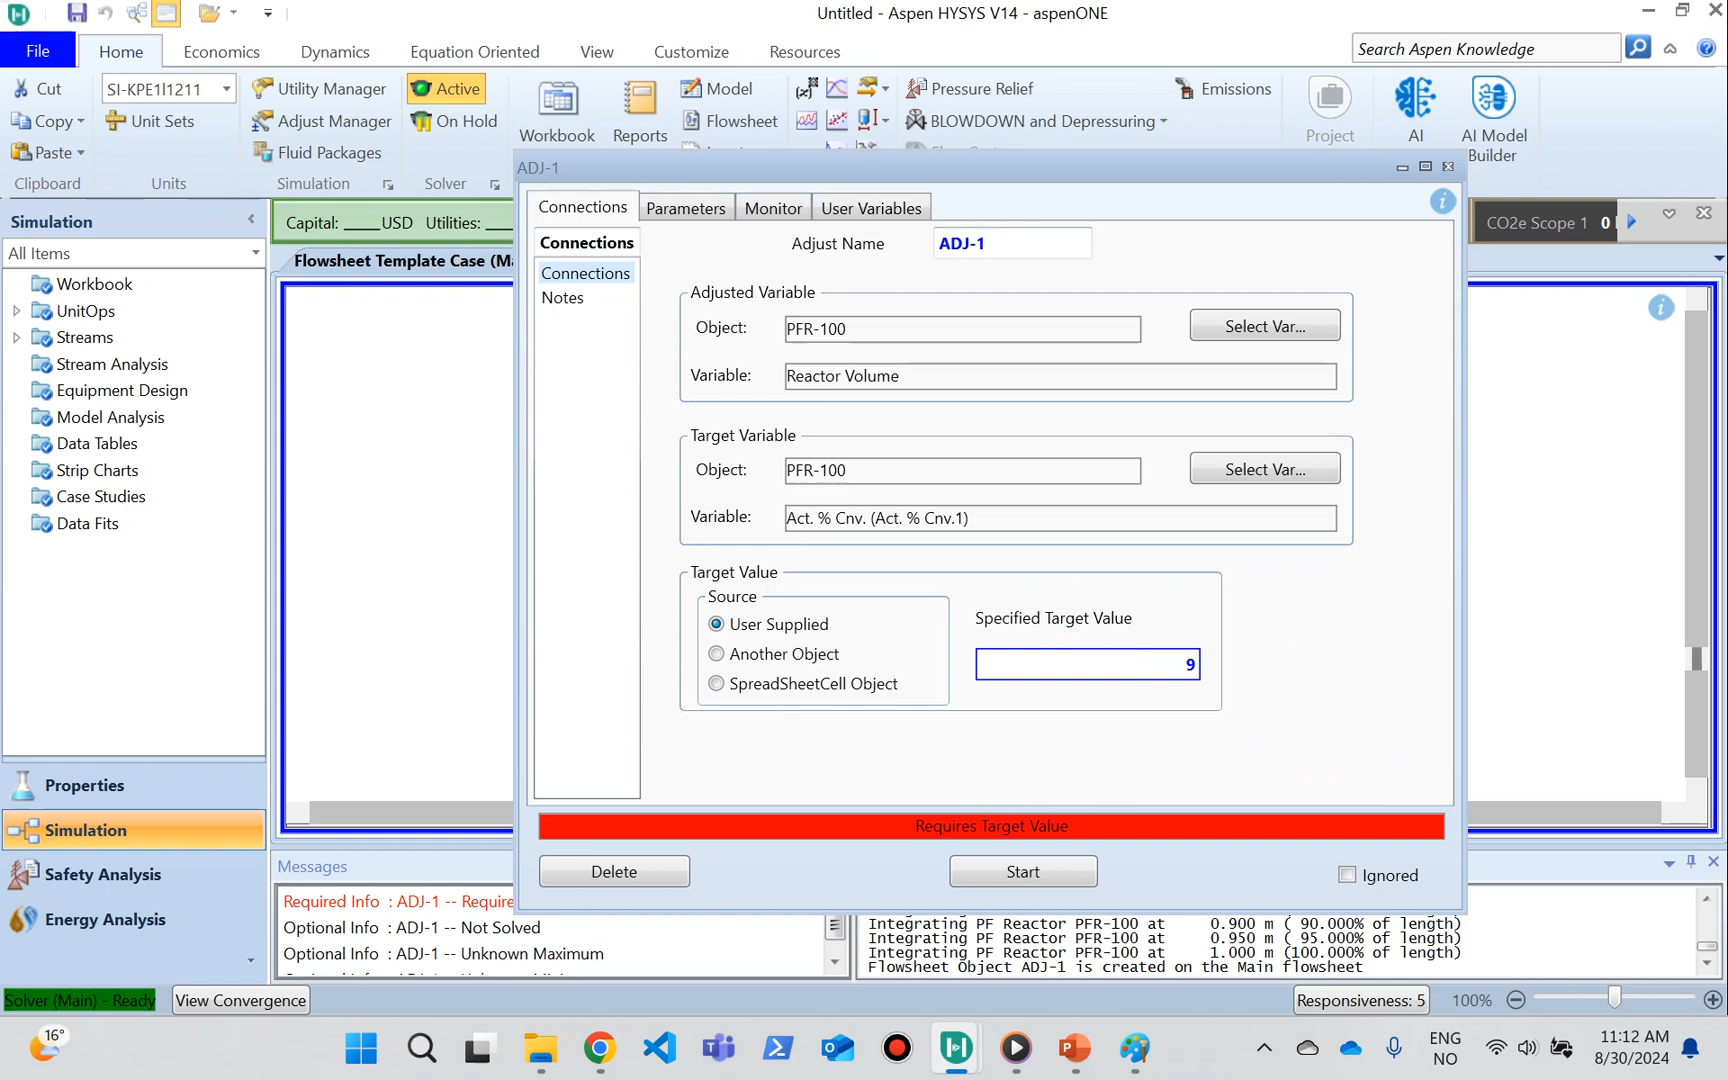 Untitled - Aspen HYSYS V14 - aspenONE
File
Home
Economics
Dynamics
Equation Oriented
View
Customize
Resources
Search Aspen Knowledge
Cut
Copy
Paste
Clipboard
SI-KPE1l1211
Unit Sets
Units
Utility Manager
Adjust Manager
Fluid Packages
Simulation
Active
On Hold
Solver
Workbook
Reports
Model
Flowsheet
Pressure Relief
BLOWDOWN and Depressuring
Emissions
Project
AI
AI Model
Builder
Simulation
All Items
Workbook
UnitOps
Streams
Stream Analysis
Equipment Design
Model Analysis
Data Tables
Strip Charts
Case Studies
Data Fits
Properties
Simulation
Safety Analysis
Energy Analysis
Capital: ____ USD Utilities:
CO2e Scope 1 0
Flowsheet Template Case
ADJ-1
Connections
Parameters
Monitor
User Variables
Connections
Connections
Notes
Adjust Name
ADJ-1
Adjusted Variable
Object:
PFR-100
Select Var...
Variable:
Reactor Volume
Target Variable
Object:
PFR-100
Select Var...
Variable:
Act. % Cnv. (Act. % Cnv.1)
Target Value
Source
User Supplied
Another Object
SpreadSheetCell Object
Specified Target Value
9
Requires Target Value
Delete
Start
Ignored
Messages
Required Info : ADJ-1 -- Require
Optional Info : ADJ-1 -- Not Solved
Optional Info : ADJ-1 -- Unknown Maximum
Integrating PF Reactor PFR-100 at 0.900 m ( 90.000% of length)
Integrating PF Reactor PFR-100 at 0.950 m ( 95.000% of length)
Integrating PF Reactor PFR-100 at 1.000 m (100.000% of length)
Flowsheet Object ADJ-1 is created on the Main flowsheet
Solver (Main) - Ready
View Convergence
Responsiveness: 5
100%
16°
ENG
NO
11:12 AM
8/30/2024